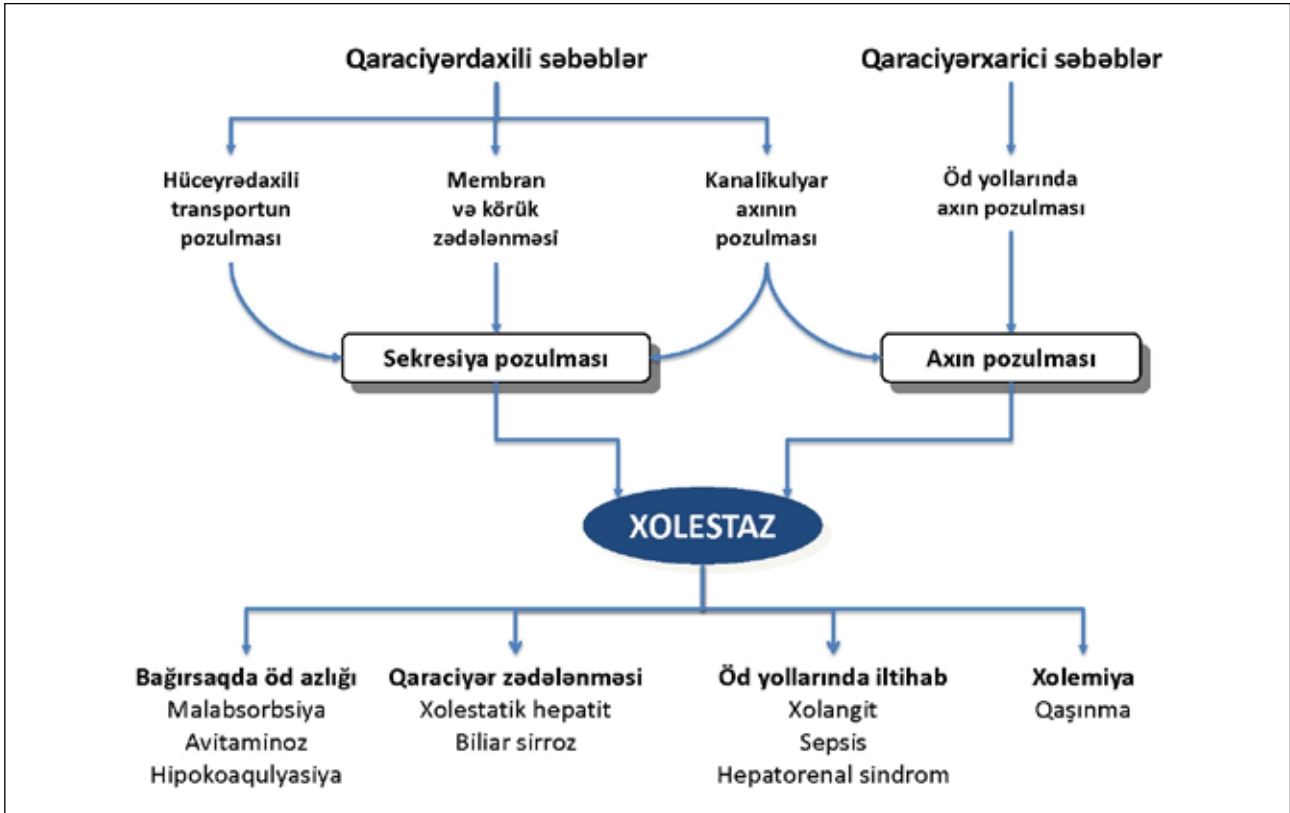 Qaraciyərdaxili səbəblər
Qaraciyərxarici səbəblər
Hüceyrədaxili
transportun
pozulması
Membran
və körük
zədələnməsi
Kanalikulyar
axının
pozulması
Öd yollarında
axın pozulması
Sekresiya pozulması
Axın pozulması
XOLESTAZ
Bağırsaqda öd azlığı
Malabsorbsiya
Avitaminoz
Hipokoaqulyasiya
Qaraciyər zədələnməsi
Xolestatik hepatit
Biliar sirroz
Öd yollarında iltihab
Xolangit
Sepsis
Hepatorenal sindrom
Xolemiya
Qaşınma